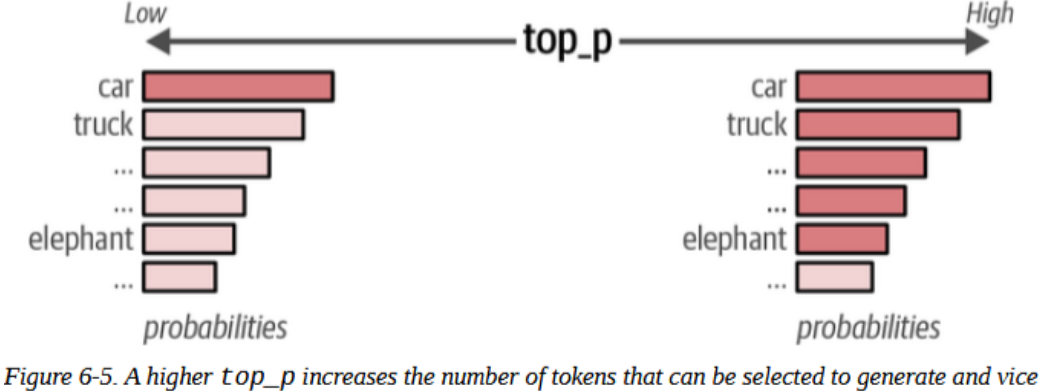 Low High
top_p
car car
truck truck
... ...
... ...
elephant elephant
... ...
probabilities probabilities
Figure 6-5. A higher top_p increases the number of tokens that can be selected to generate and vice